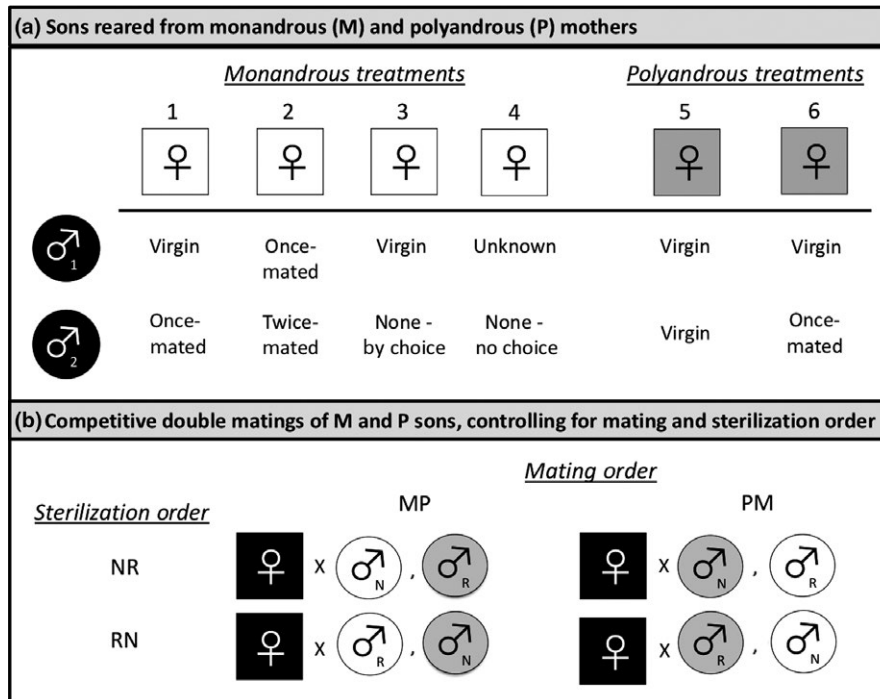 (a) Sons reared from monandrous (M) and polyandrous (P) mothers
Monandrous treatments Polyandrous treatments
1 2 3 4 5 6
♀ ♀ ♀ ♀ ♀ ♀
♂1 Virgin Once-mated Virgin Unknown Virgin Virgin
♂2 Once-mated Twice-mated None - by choice None - no choice Virgin Once-mated
(b) Competitive double matings of M and P sons, controlling for mating and sterilization order
Mating order
Sterilization order MP PM
NR ♀ X ♂N , ♂R ♀ X ♂N , ♂R
RN ♀ X ♂R , ♂N ♀ X ♂R , ♂N